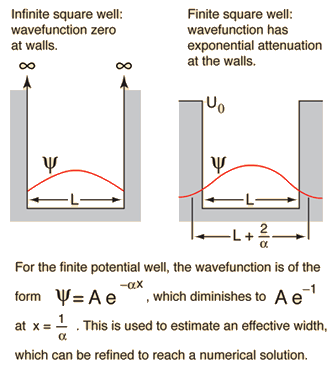 Infinite square well:
wavefunction zero
at walls.
Finite square well:
wavefunction has
exponential attenuation
at the walls.
∞ ∞
U₀
Ψ
L
Ψ
L
L + 2/α
For the finite potential well, the wavefunction is of the
form Ψ = A e^(-αx) , which diminishes to A e^(-1)
at x = 1/α . This is used to estimate an effective width,
which can be refined to reach a numerical solution.